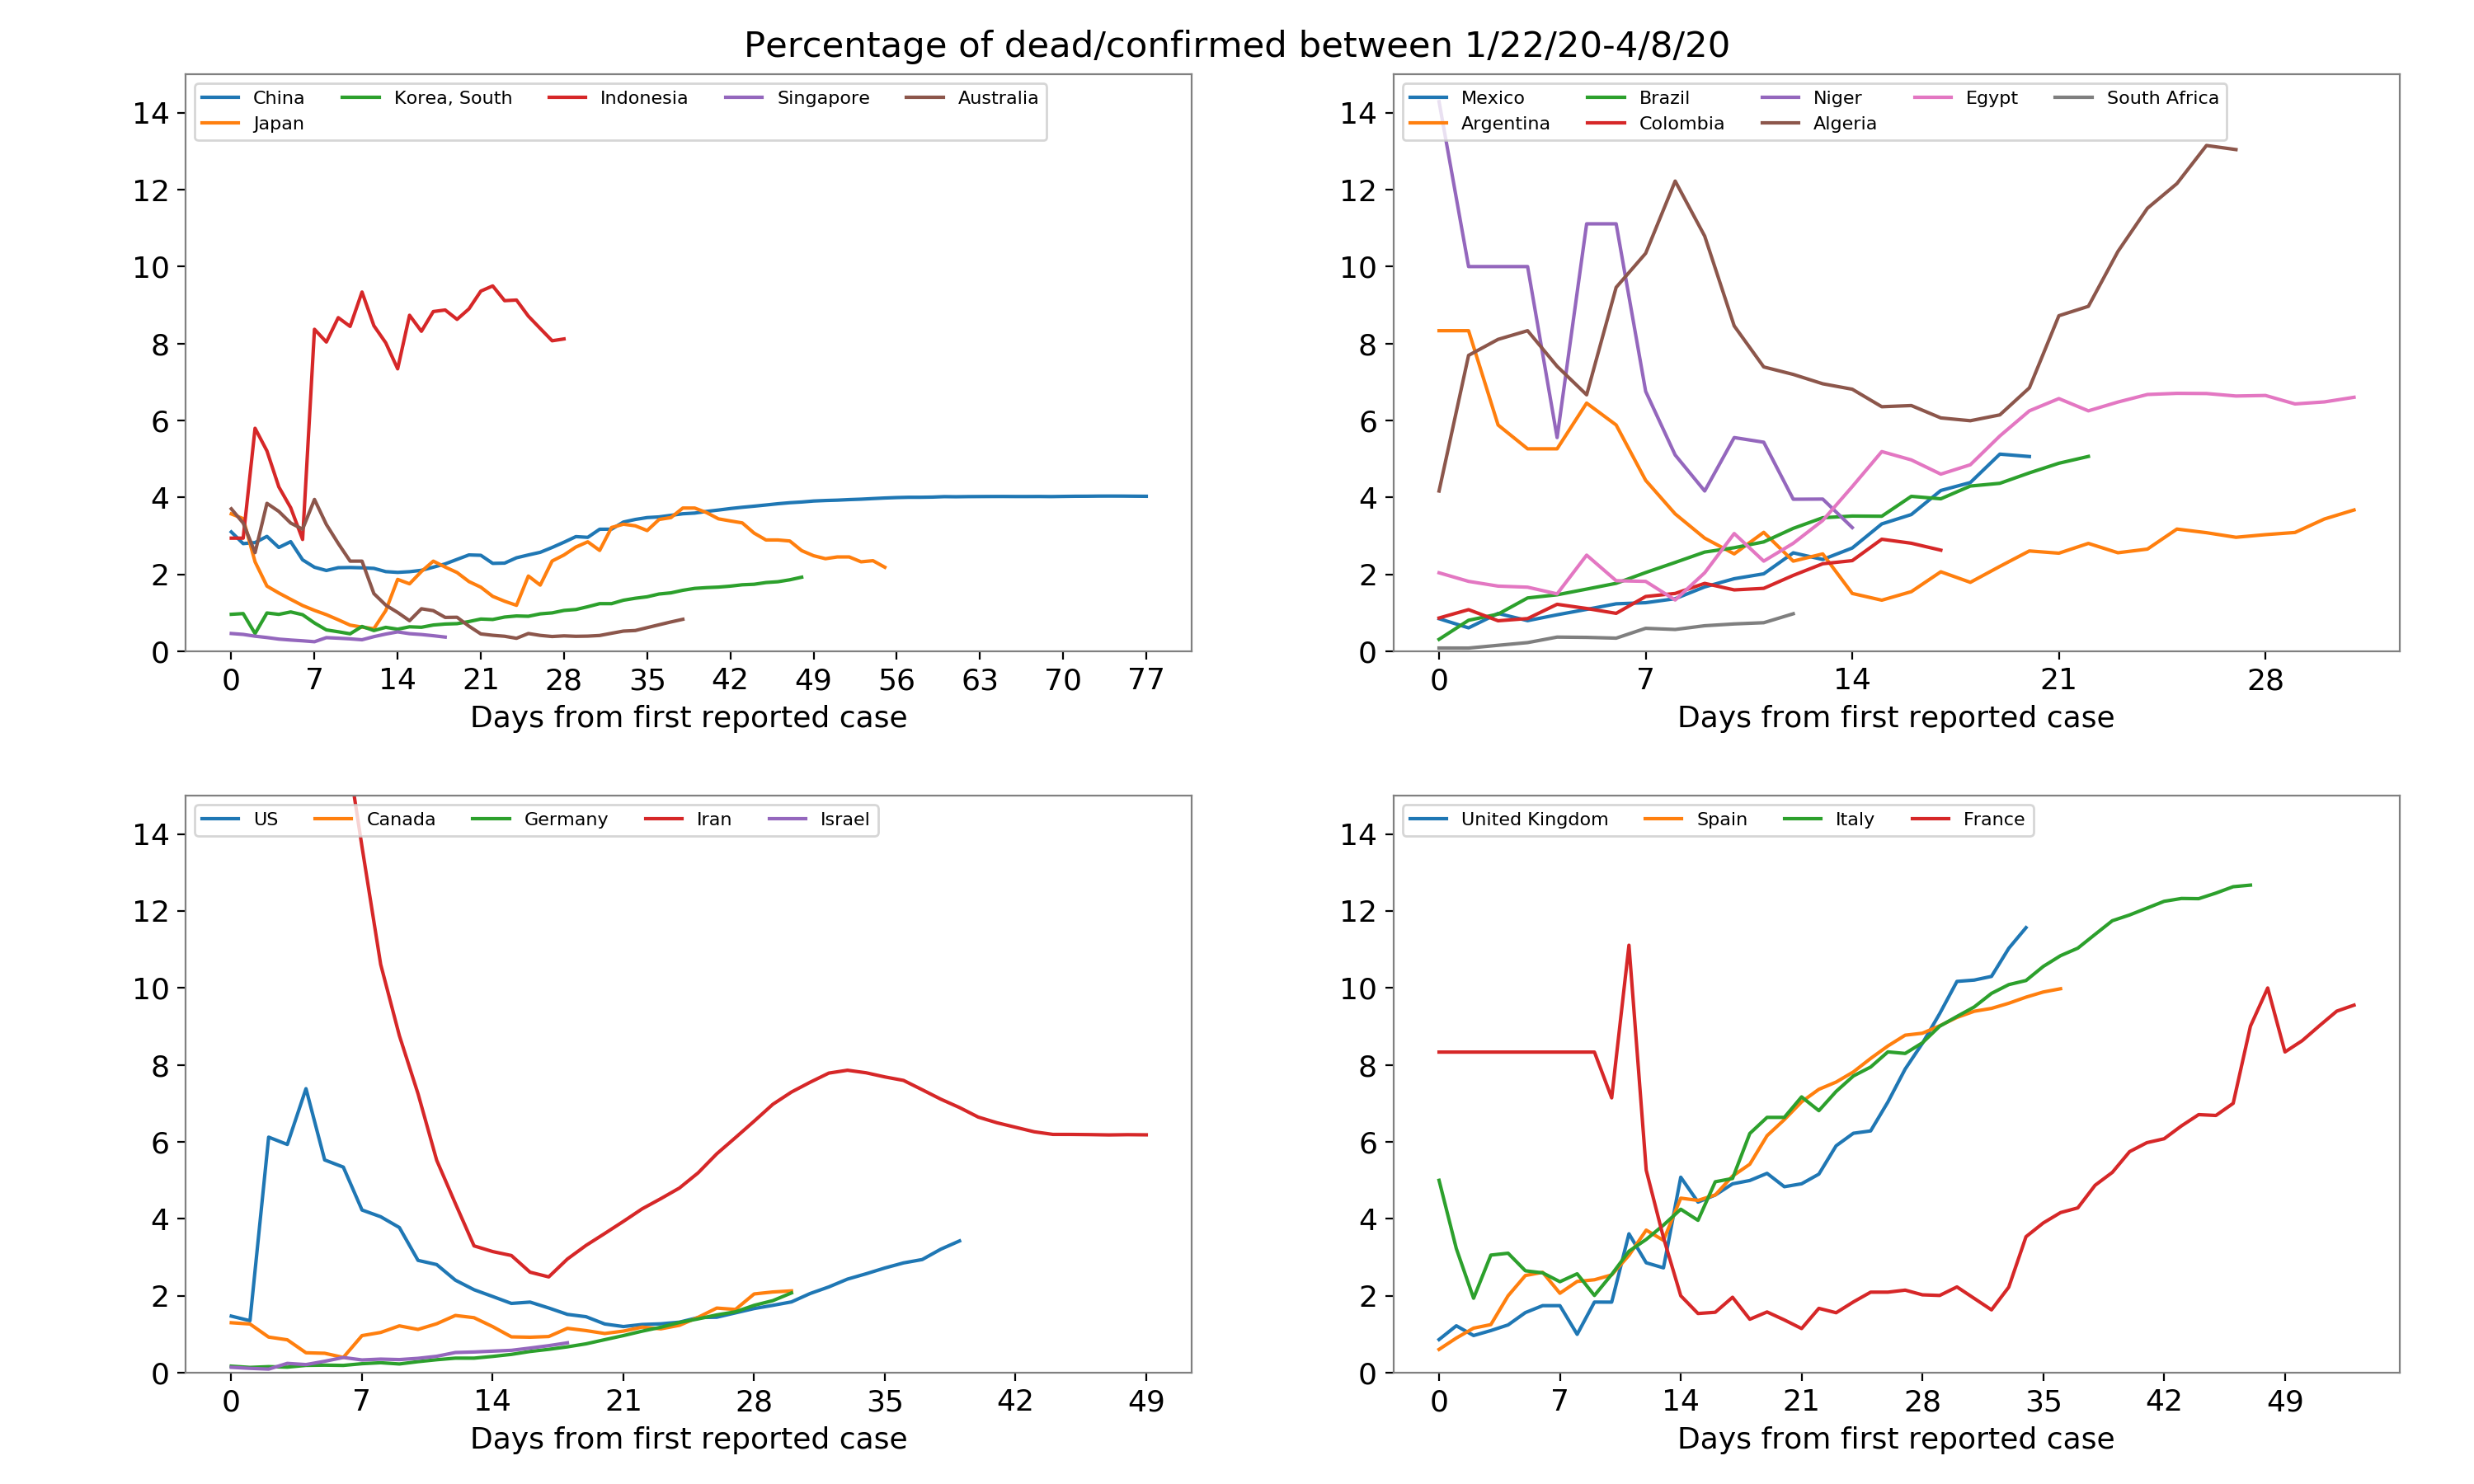 Percentage of dead/confirmed between 1/22/20-4/8/20
China Korea, South Indonesia Singapore Australia
Japan
14
12
10
8
6
4
2
0
0 7 14 21 28 35 42 49 56 63 70 77
Days from first reported case
Mexico Brazil Niger Egypt South Africa
Argentina Colombia Algeria
14
12
10
8
6
4
2
0
0 7 14 21 28
Days from first reported case
US Canada Germany Iran Israel
14
12
10
8
6
4
2
0
0 7 14 21 28 35 42 49
Days from first reported case
United Kingdom Spain Italy France
14
12
10
8
6
4
2
0
0 7 14 21 28 35 42 49
Days from first reported case